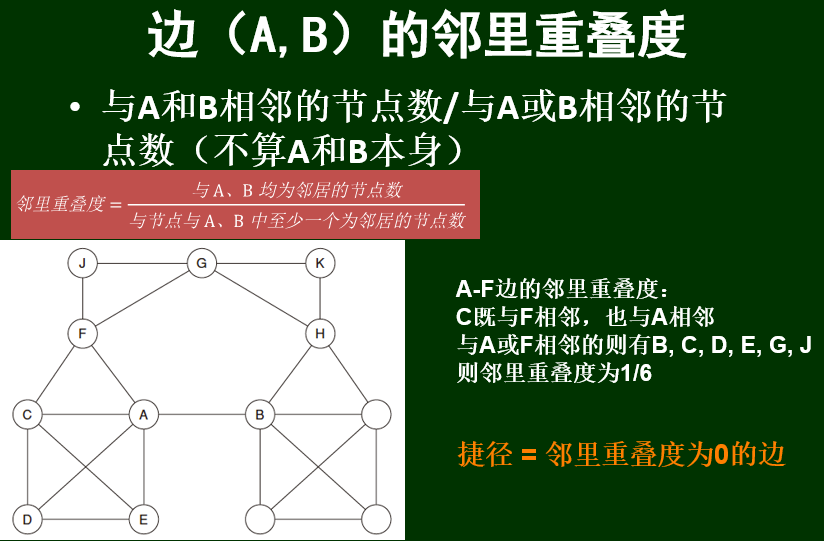 边（A,B）的邻里重叠度
• 与A和B相邻的节点数/与A或B相邻的节
点数（不算A和B本身）
邻里重叠度 = 与 A、B 均为邻居的节点数
与节点与 A、B 中至少一个为邻居的节点数
J G K
F H
C A B
D E
A-F边的邻里重叠度：
C既与F相邻，也与A相邻
与A或F相邻的则有B, C, D, E, G, J
则邻里重叠度为1/6
捷径 = 邻里重叠度为0的边